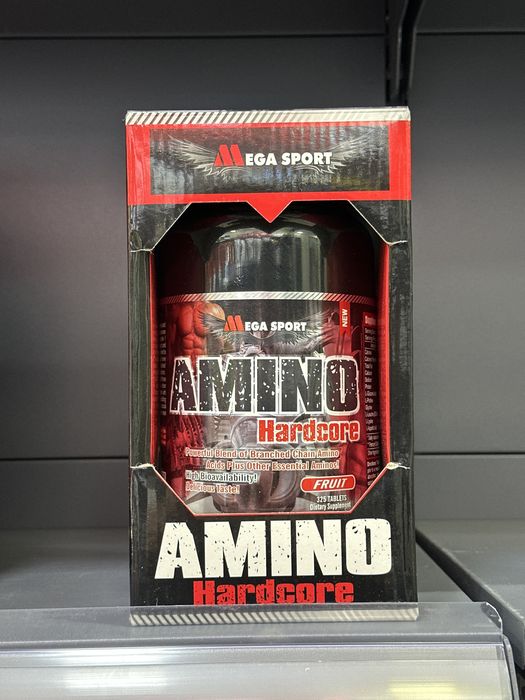 MEGA SPORT
MEGA SPORT
NEW
AMINO
Hardcore
Powerful Blend of Branched Chain Amino
Acids Plus Other Essential Aminos!
High Bioavailability!
Delicious Taste!
FRUIT
325 TABLETS
Dietary Supplement
AMINO
Hardcore